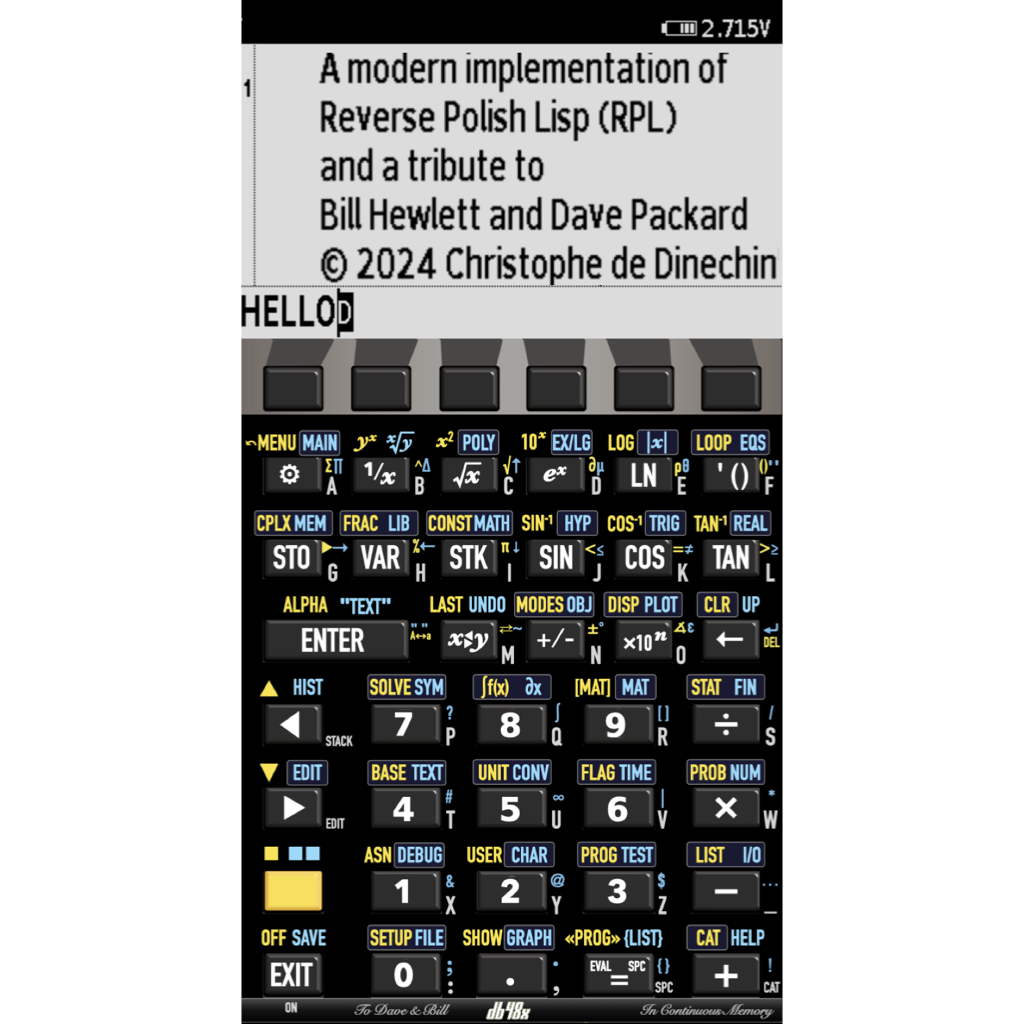 2.715V
1
A modern implementation of
Reverse Polish Lisp (RPL)
and a tribute to
Bill Hewlett and Dave Packard
© 2024 Christophe de Dinechin
HELLOD
MENU MAIN yˣ ˣ√y x² POLY 10ˣ EX/LG LOG |x| LOOP EQS
⚙ Σ∏ A 1/x ^Δ B √x √↑ C eˣ ∂μ D LN ρθ E ' () ()'' F
CPLX MEM FRAC LIB CONST MATH SIN⁻¹ HYP COS⁻¹ TRIG TAN⁻¹ REAL
STO ▶→ G VAR %← H STK π↓ I SIN <≤ J COS =≠ K TAN >≥ L
ALPHA "TEXT" LAST UNDO MODES OBJ DISP PLOT CLR UP
ENTER " " A↔a x⇄y ⇄~ M +/- ±° N ×10ⁿ ∡ε O ← ↲ DEL
▲ HIST SOLVE SYM ∫f(x) ∂x [MAT] MAT STAT FIN
◀ STACK 7 ? P 8 ∫ Q 9 [] R ÷ / S
▼ EDIT BASE TEXT UNIT CONV FLAG TIME PROB NUM
▶ EDIT 4 # T 5 ∞ U 6 | V × * W
ASN DEBUG USER CHAR PROG TEST LIST I/O
1 & X 2 @ Y 3 $ Z − … _
OFF SAVE SETUP FILE SHOW GRAPH «PROG» {LIST} CAT HELP
EXIT 0 ; : . · , EVAL SPC = {} SPC + ! CAT
ON To Dave & Bill db48x In Continuous Memory